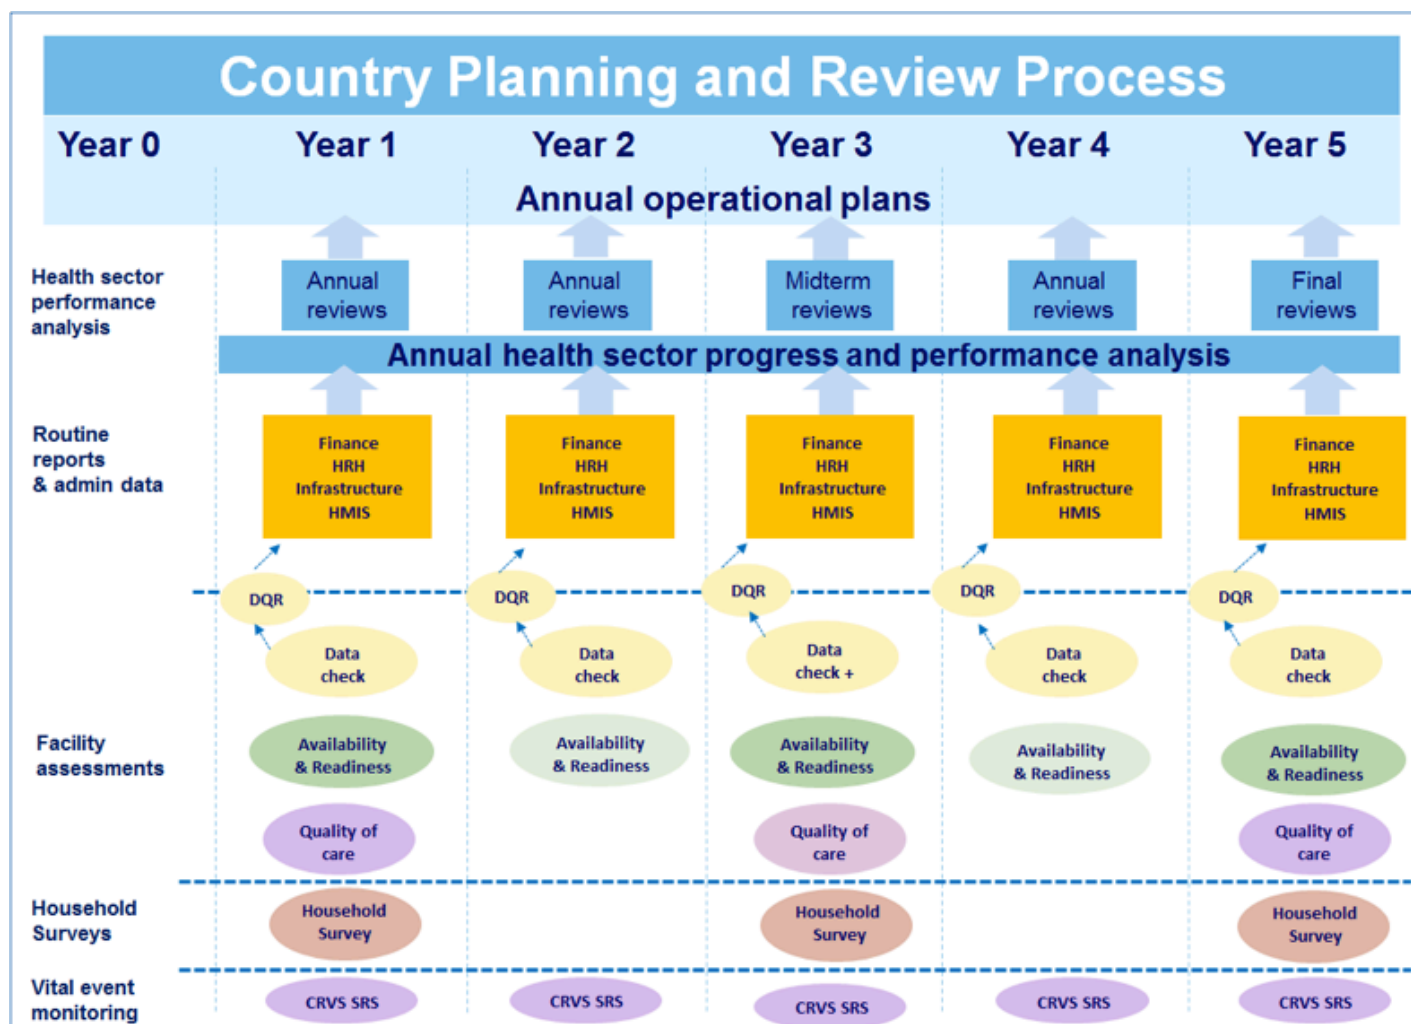 Country Planning and Review Process
Year 0 Year 1 Year 2 Year 3 Year 4 Year 5
Annual operational plans
Health sector
performance
analysis
Annual
reviews
Annual
reviews
Midterm
reviews
Annual
reviews
Final
reviews
Annual health sector progress and performance analysis
Routine
reports
& admin data
Finance
HRH
Infrastructure
HMIS
Finance
HRH
Infrastructure
HMIS
Finance
HRH
Infrastructure
HMIS
Finance
HRH
Infrastructure
HMIS
Finance
HRH
Infrastructure
HMIS
DQR
DQR
DQR
DQR
DQR
Data
check
Data
check
Data
check +
Data
check
Data
check
Facility
assessments
Availability
& Readiness
Availability
& Readiness
Availability
& Readiness
Availability
& Readiness
Availability
& Readiness
Quality of
care
Quality of
care
Quality of
care
Household
Surveys
Household
Survey
Household
Survey
Household
Survey
Vital event
monitoring
CRVS SRS
CRVS SRS
CRVS SRS
CRVS SRS
CRVS SRS